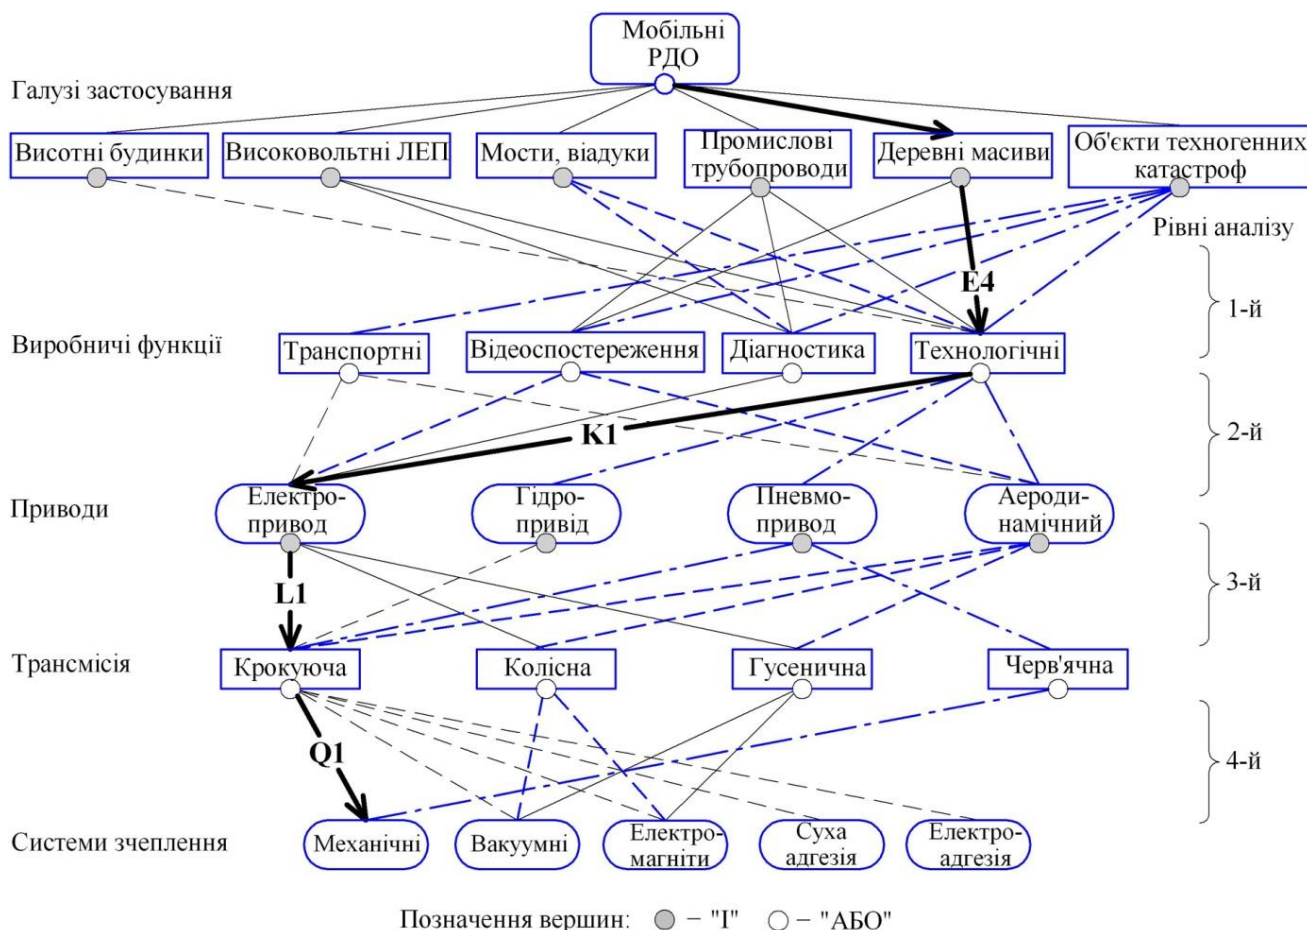 Мобільні
РДО
Галузі застосування
Висотні будинки
Високовольтні ЛЕП
Мости, віадуки
Промислові
трубопроводи
Деревні масиви
Об'єкти техногенних
катастроф
Рівні аналізу
E4
1-й
Виробничі функції
Транспортні
Відеоспостереження
Діагностика
Технологічні
K1
2-й
Приводи
Електро-
привод
Гідро-
привід
Пневмо-
привод
Аероди-
намічний
L1
3-й
Трансмісія
Крокуюча
Колісна
Гусенична
Черв'ячна
Q1
4-й
Системи зчеплення
Механічні
Вакуумні
Електро-
магніти
Суха
адгезія
Електро-
адгезія
Позначення вершин: – "І" – "АБО"